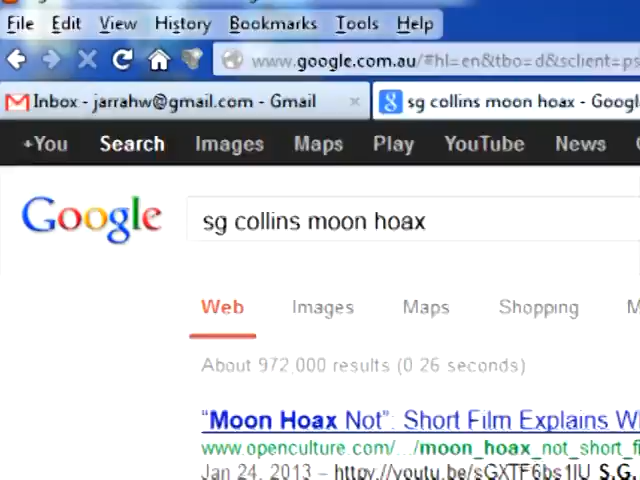 File Edit View History Bookmarks Tools Help
www.google.com.au/#hl=en&tbo=d&sclient=ps
Inbox - jarrahw@gmail.com - Gmail × sg collins moon hoax - Googl
+You Search Images Maps Play YouTube News
Google sg collins moon hoax
Web Images Maps Shopping M
About 972,000 results (0.26 seconds)
"Moon Hoax Not": Short Film Explains W
www.openculture.com/.../moon_hoax_not_short_fi
Jan 24, 2013 – http://youtu.be/sGXTF6bs1IU S.G.